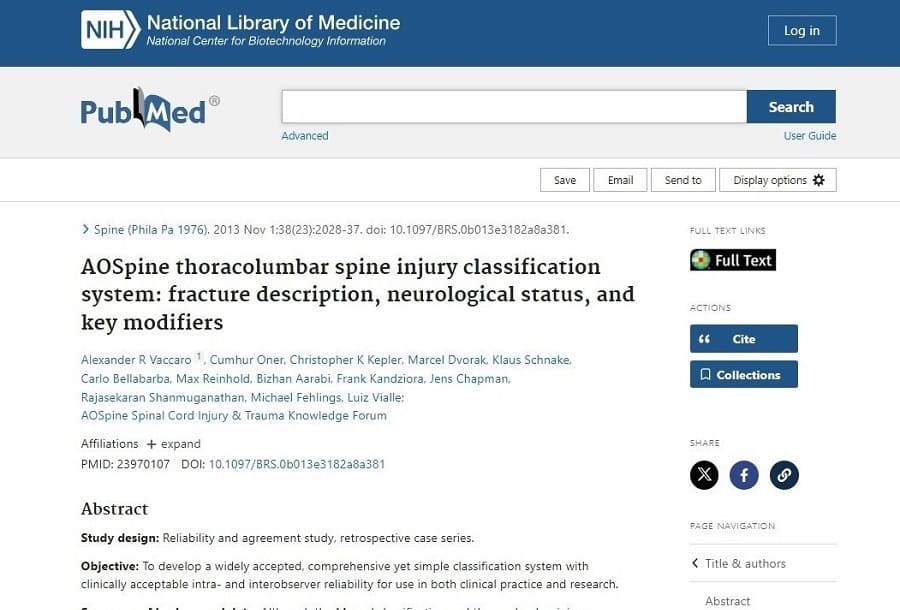 NIH National Library of Medicine
National Center for Biotechnology Information
Log in
PubMed®
Search
Advanced
User Guide
Save
Email
Send to
Display options
Spine (Phila Pa 1976). 2013 Nov 1;38(23):2028-37. doi: 10.1097/BRS.0b013e3182a8a381.
AOSpine thoracolumbar spine injury classification
system: fracture description, neurological status, and
key modifiers
Alexander R Vaccaro 1, Cumhur Oner, Christopher K Kepler, Marcel Dvorak, Klaus Schnake,
Carlo Bellabarba, Max Reinhold, Bizhan Aarabi, Frank Kandziora, Jens Chapman,
Rajasekaran Shanmuganathan, Michael Fehlings, Luiz Vialle;
AOSpine Spinal Cord Injury & Trauma Knowledge Forum
Affiliations + expand
PMID: 23970107 DOI: 10.1097/BRS.0b013e3182a8a381
Abstract
Study design: Reliability and agreement study, retrospective case series.
Objective: To develop a widely accepted, comprehensive yet simple classification system with
clinically acceptable intra- and interobserver reliability for use in both clinical practice and research.
FULL TEXT LINKS
Full Text
ACTIONS
Cite
Collections
SHARE
PAGE NAVIGATION
Title & authors
Abstract